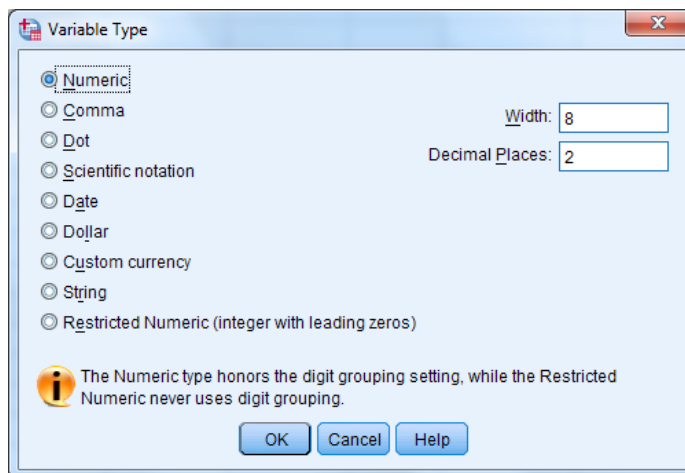 Variable Type
Numeric
Comma
Width: 8
Dot
Decimal Places: 2
Scientific notation
Date
Dollar
Custom currency
String
Restricted Numeric (integer with leading zeros)
The Numeric type honors the digit grouping setting, while the Restricted
Numeric never uses digit grouping.
OK Cancel Help